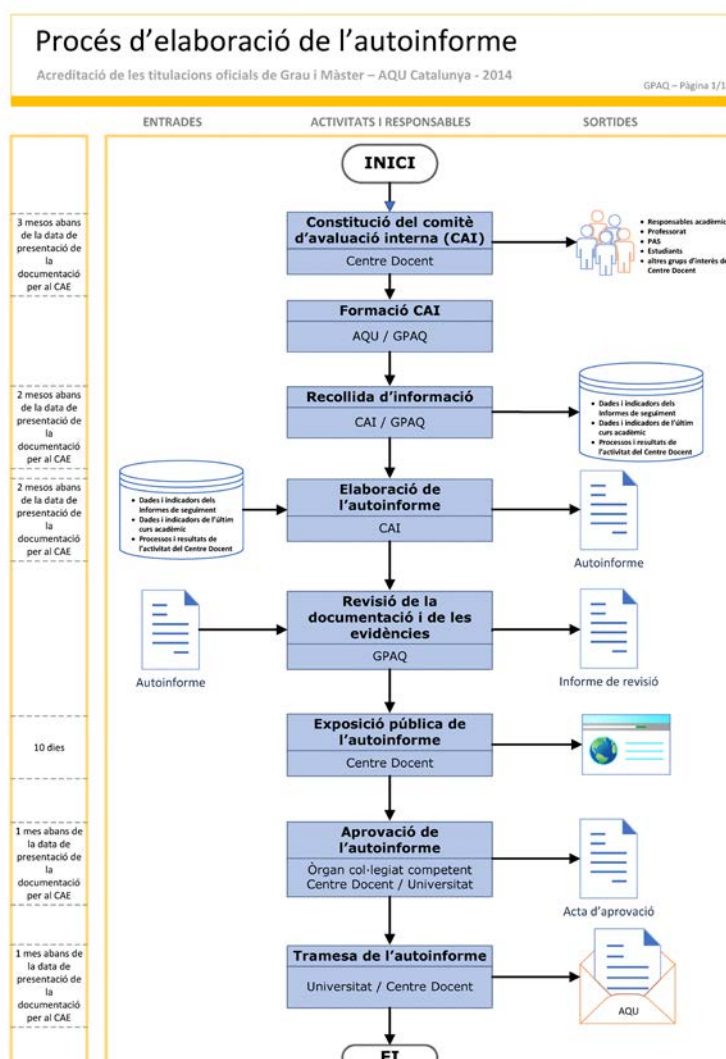 Procés d’elaboració de l’autoinforme
Acreditació de les titulacions oficials de Grau i Màster – AQU Catalunya - 2014
GPAQ – Pàgina 1/1
ENTRADES
ACTIVITATS I RESPONSABLES
SORTIDES
INICI
3 mesos abans
de la data de
presentació de
la
documentació
per al CAE
Constitució del comitè
d’avaluació interna (CAI)
Centre Docent
Responsables acadèmic
Professorat
PAS
Estudiants
altres grups d’interès de
Centre Docent
Formació CAI
AQU / GPAQ
2 mesos abans
de la data de
presentació de
la
documentació
per al CAE
Recollida d’informació
CAI / GPAQ
Dades i indicadors dels
Informes de seguiment
Dades i indicadors de l’últim
curs acadèmic
Processos i resultats de
l’activitat del Centre Docent
2 mesos abans
de la data de
presentació de
la
documentació
per al CAE
Dades i indicadors dels
Informes de seguiment
Dades i indicadors de l’últim
curs acadèmic
Processos i resultats de
l’activitat del Centre Docent
Elaboració de
l’autoinforme
CAI
Autoinforme
Autoinforme
Revisió de la
documentació i de les
evidències
GPAQ
Informe de revisió
10 dies
Exposició pública de
l’autoinforme
Centre Docent
1 mes abans de
la data de
presentació de
la
documentació
per al CAE
Aprovació de
l’autoinforme
Òrgan col·legiat competent
Centre Docent / Universitat
Acta d’aprovació
1 mes abans de
la data de
presentació de
la
documentació
per al CAE
Tramesa de l’autoinforme
Universitat / Centre Docent
AQU
FI